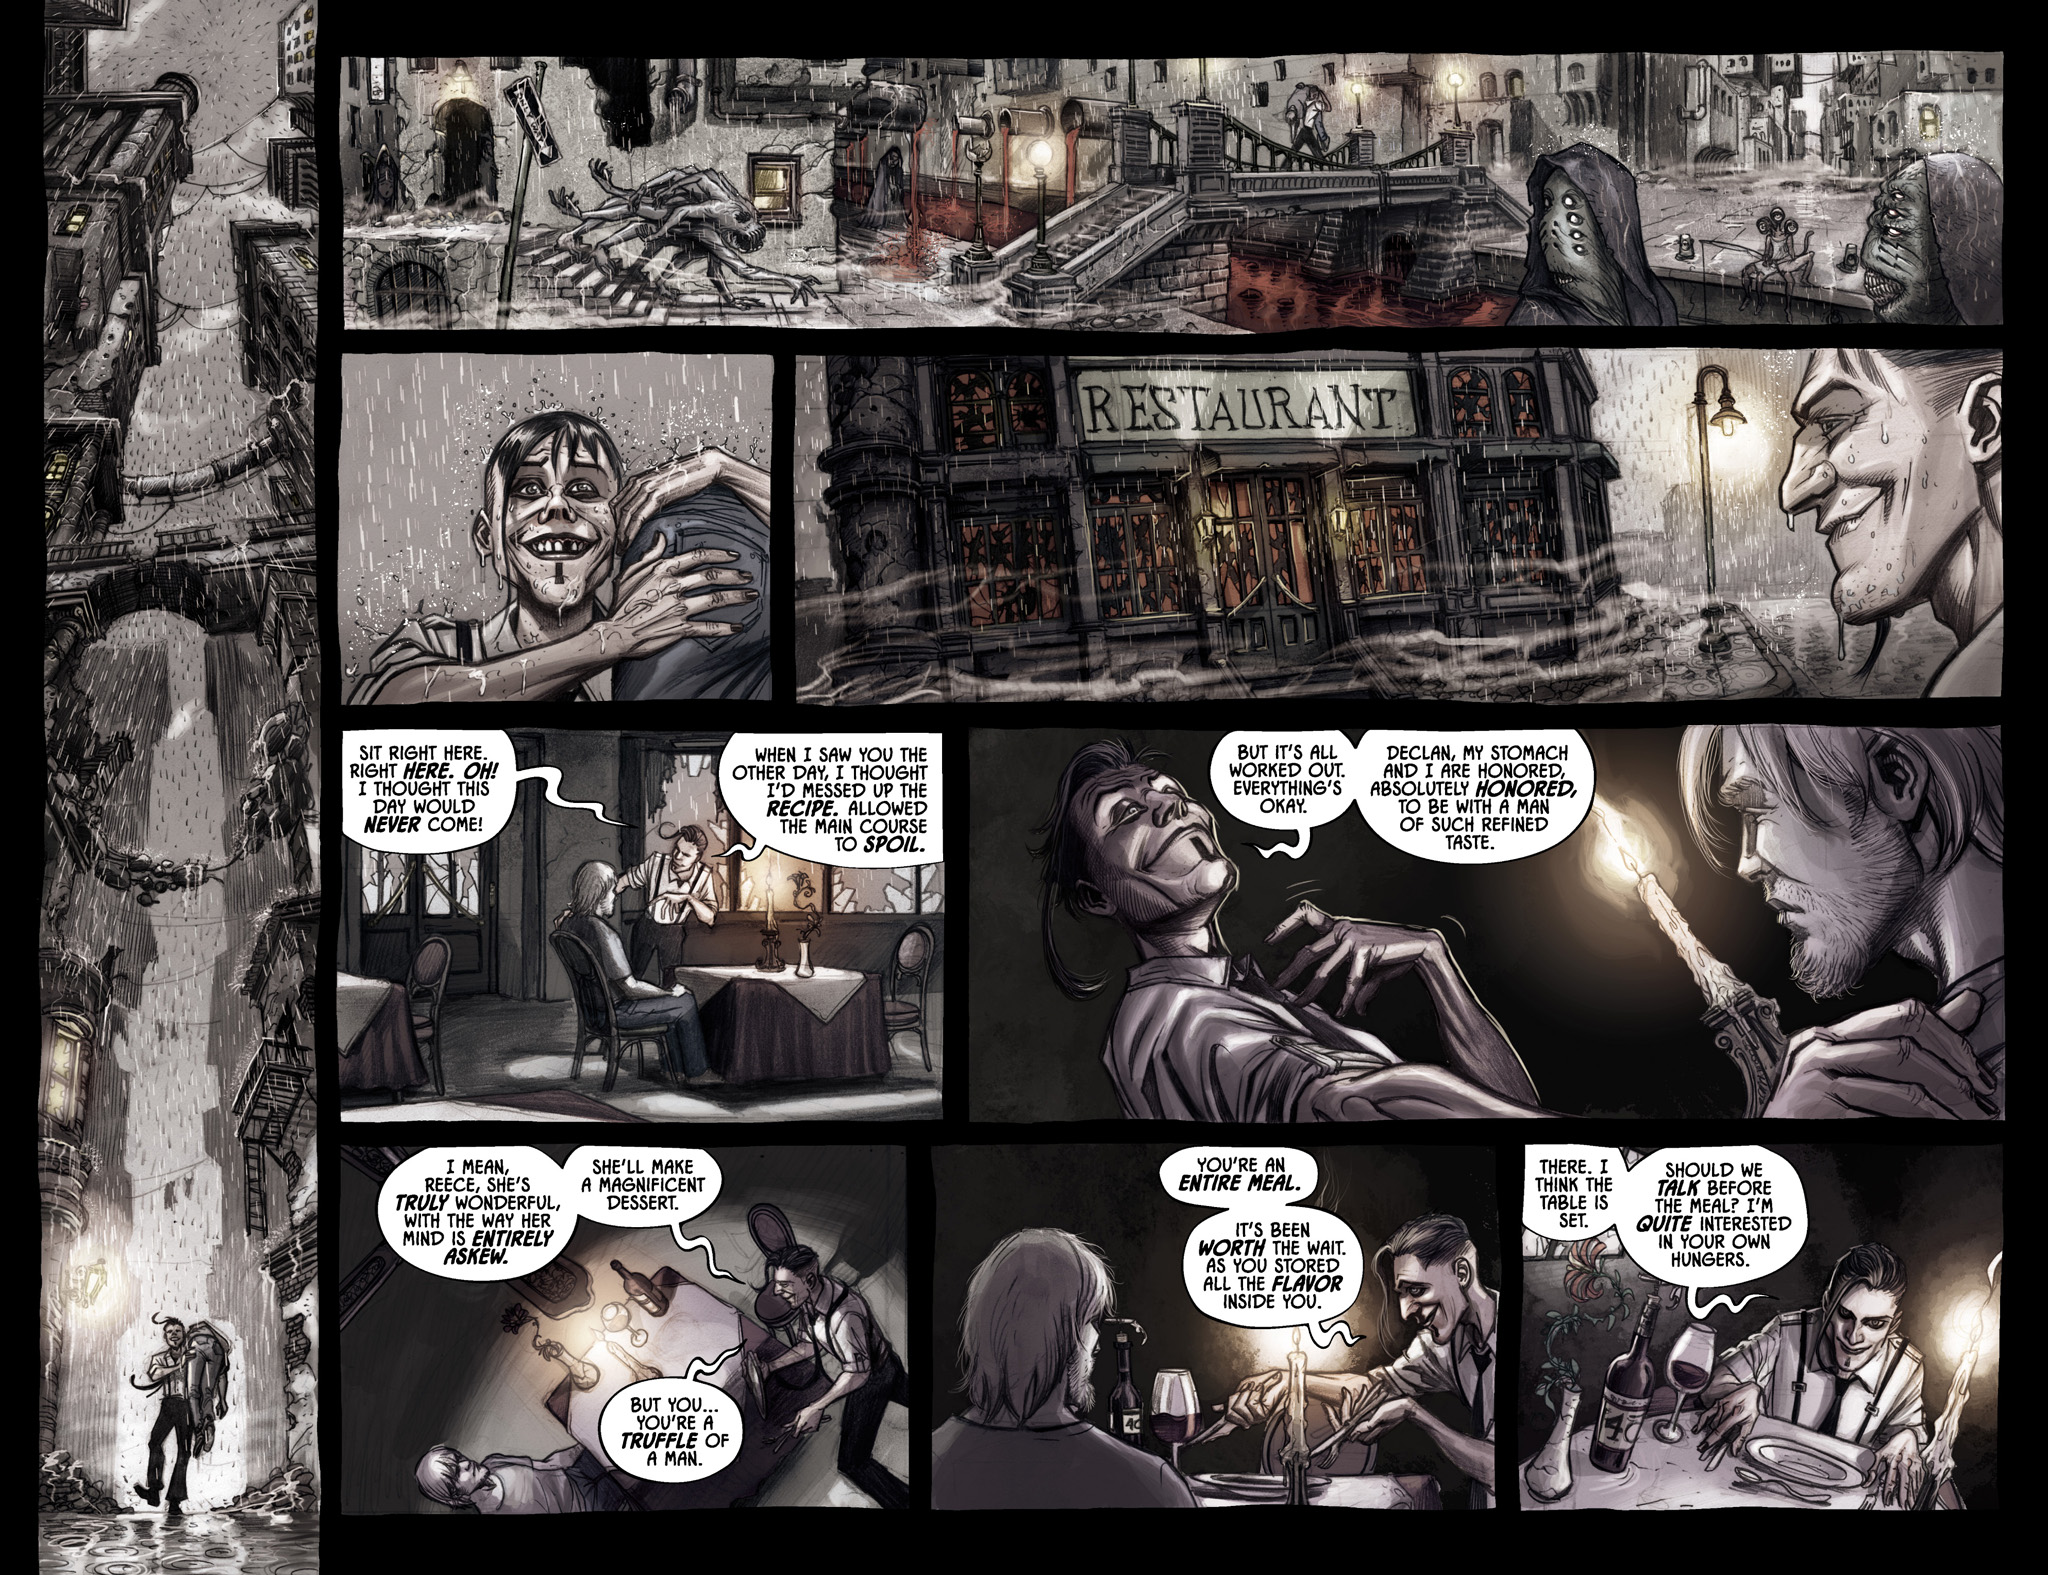 RESTAURANT
SIT RIGHT HERE.
RIGHT HERE. OH!
I THOUGHT THIS
DAY WOULD
NEVER COME!
WHEN I SAW YOU THE
OTHER DAY, I THOUGHT
I'D MESSED UP THE
RECIPE. ALLOWED
THE MAIN COURSE
TO SPOIL.
BUT IT'S ALL
WORKED OUT.
EVERYTHING'S
OKAY.
DECLAN, MY STOMACH
AND I ARE HONORED,
ABSOLUTELY HONORED,
TO BE WITH A MAN
OF SUCH REFINED
TASTE.
I MEAN,
REECE, SHE'S
TRULY WONDERFUL,
WITH THE WAY HER
MIND IS ENTIRELY
ASKEW.
SHE'LL MAKE
A MAGNIFICENT
DESSERT.
BUT YOU...
YOU'RE A
TRUFFLE OF
A MAN.
YOU'RE AN
ENTIRE MEAL.
IT'S BEEN
WORTH THE WAIT.
AS YOU STORED
ALL THE FLAVOR
INSIDE YOU.
40
THERE. I
THINK THE
TABLE IS
SET.
SHOULD WE
TALK BEFORE
THE MEAL? I'M
QUITE INTERESTED
IN YOUR OWN
HUNGERS.
40